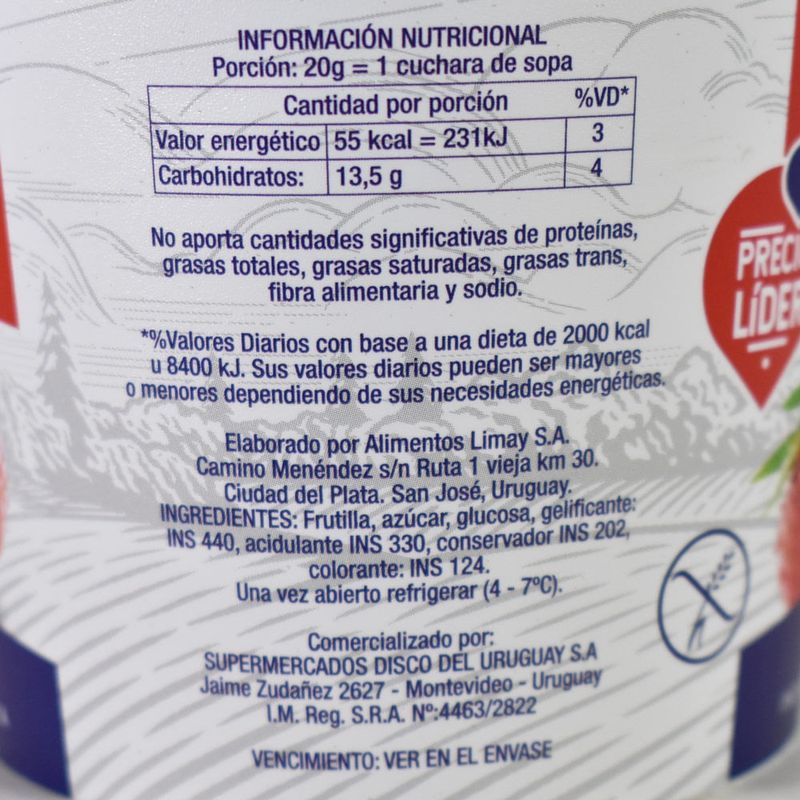 INFORMACIÓN NUTRICIONAL
Porción: 20g = 1 cuchara de sopa
Cantidad por porción %VD*
Valor energético 55 kcal = 231kJ 3
Carbohidratos: 13,5 g 4
No aporta cantidades significativas de proteínas,
grasas totales, grasas saturadas, grasas trans,
fibra alimentaria y sodio.
*%Valores Diarios con base a una dieta de 2000 kcal
u 8400 kJ. Sus valores diarios pueden ser mayores
o menores dependiendo de sus necesidades energéticas.
Elaborado por Alimentos Limay S.A.
Camino Menéndez s/n Ruta 1 vieja km 30.
Ciudad del Plata. San José, Uruguay.
INGREDIENTES: Frutilla, azúcar, glucosa, gelificante:
INS 440, acidulante INS 330, conservador INS 202,
colorante: INS 124.
Una vez abierto refrigerar (4 - 7ºC).
Comercializado por:
SUPERMERCADOS DISCO DEL URUGUAY S.A
Jaime Zudañez 2627 - Montevideo - Uruguay
I.M. Reg. S.R.A. Nº:4463/2822
VENCIMIENTO: VER EN EL ENVASE
PRECI
LÍDER